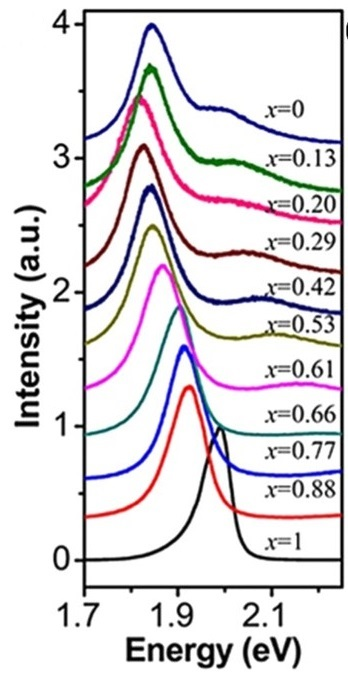 4
3
2
1
0
Intensity (a.u.)
x=0
x=0.13
x=0.20
x=0.29
x=0.42
x=0.53
x=0.61
x=0.66
x=0.77
x=0.88
x=1
1.7 1.9 2.1
Energy (eV)